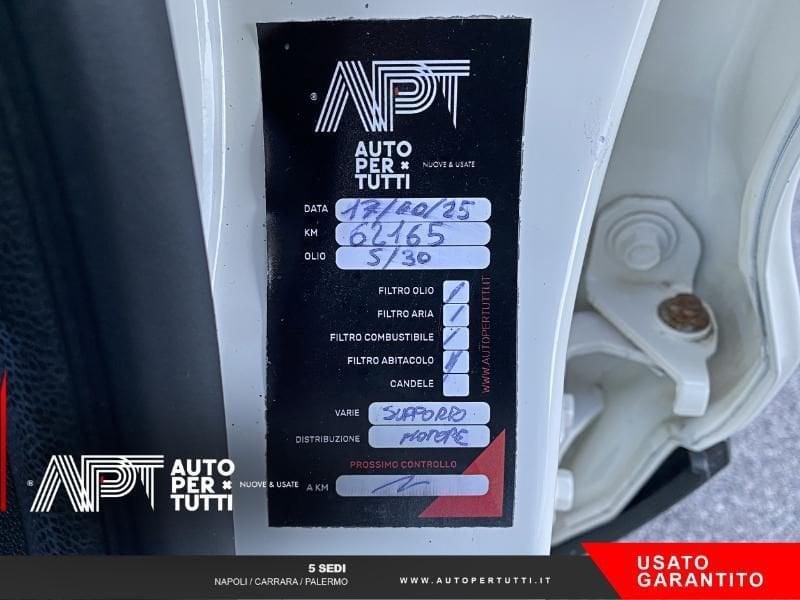 APT
AUTO
PER
TUTTI
NUOVE & USATE
DATA 17/10/25
KM 62165
OLIO 5/30
FILTRO OLIO /
FILTRO ARIA /
FILTRO COMBUSTIBILE /
FILTRO ABITACOLO /
CANDELE
WWW.AUTOPERTUTTI.IT
VARIE SUPPORTO
DISTRIBUZIONE MOTORE
PROSSIMO CONTROLLO
A KM
APT
AUTO
PER
TUTTI
NUOVE & USATE
5 SEDI
NAPOLI / CARRARA / PALERMO
WWW.AUTOPERTUTTI.IT
USATO
GARANTITO